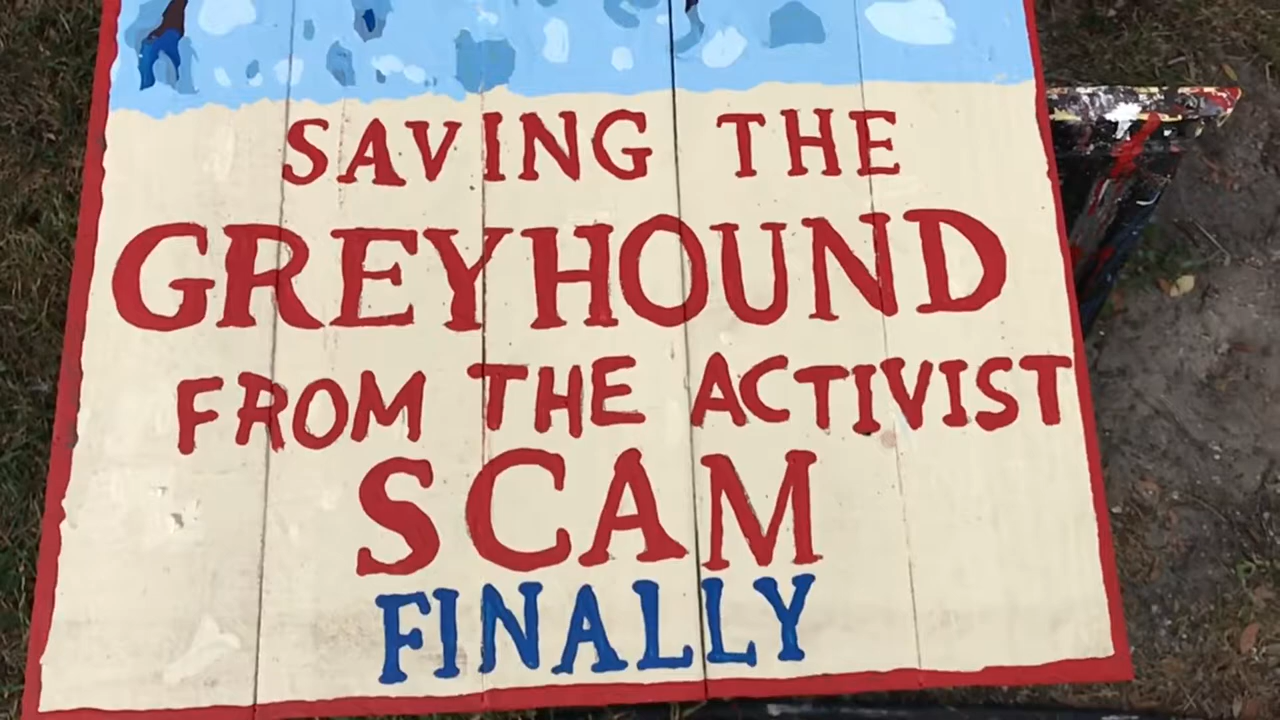 SAVING THE
GREYHOUND
FROM THE ACTIVIST
SCAM
FINALLY